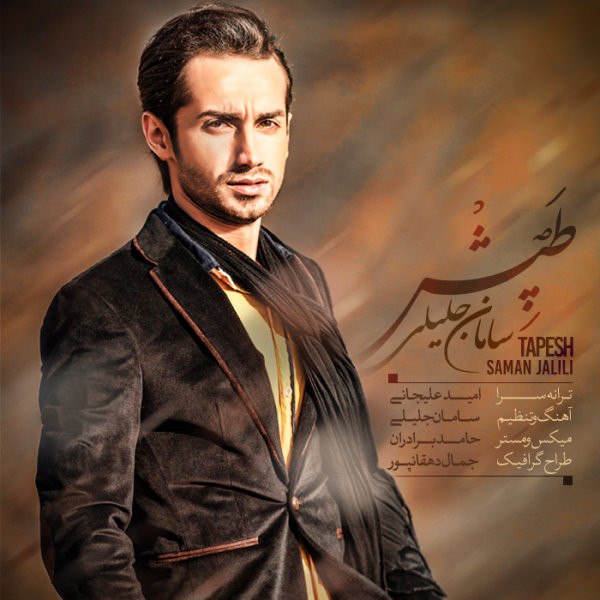 طپش
سامان جلیلی
TAPESH
SAMAN JALILI
ترانه سرا امید علیجانی
آهنگ و تنظیم سامان جلیلی
میکس و مستر حامد برادران
طراح گرافیک جمال دهقانپور